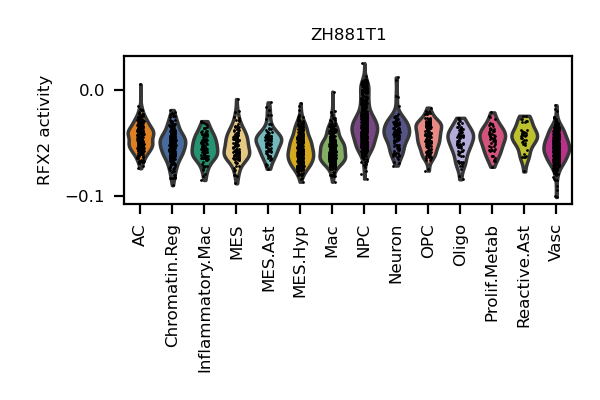 ZH881T1
RFX2 activity
0.0
−0.1
AC
Chromatin.Reg
Inflammatory.Mac
MES
MES.Ast
MES.Hyp
Mac
NPC
Neuron
OPC
Oligo
Prolif.Metab
Reactive.Ast
Vasc